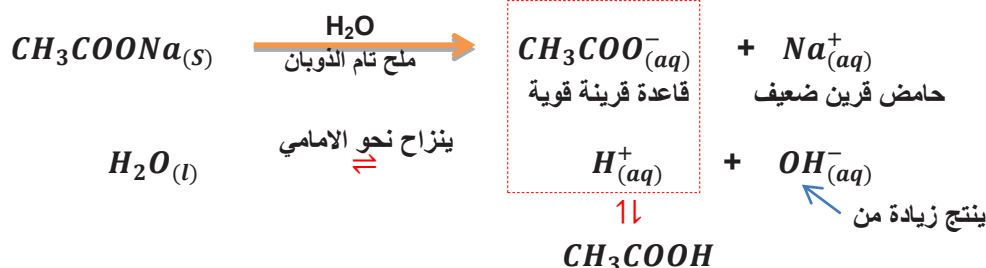 H₂O
CH₃COONa₍S₎ → CH₃COO⁻₍aq₎ + Na⁺₍aq₎
ملح تام الذوبان
قاعدة قرينة قوية
حامض قرين ضعيف
ينزاح نحو الامامي
H₂O₍l₎ ⇌ H⁺₍aq₎ + OH⁻₍aq₎
ينتج زيادة من
⇌
CH₃COOH